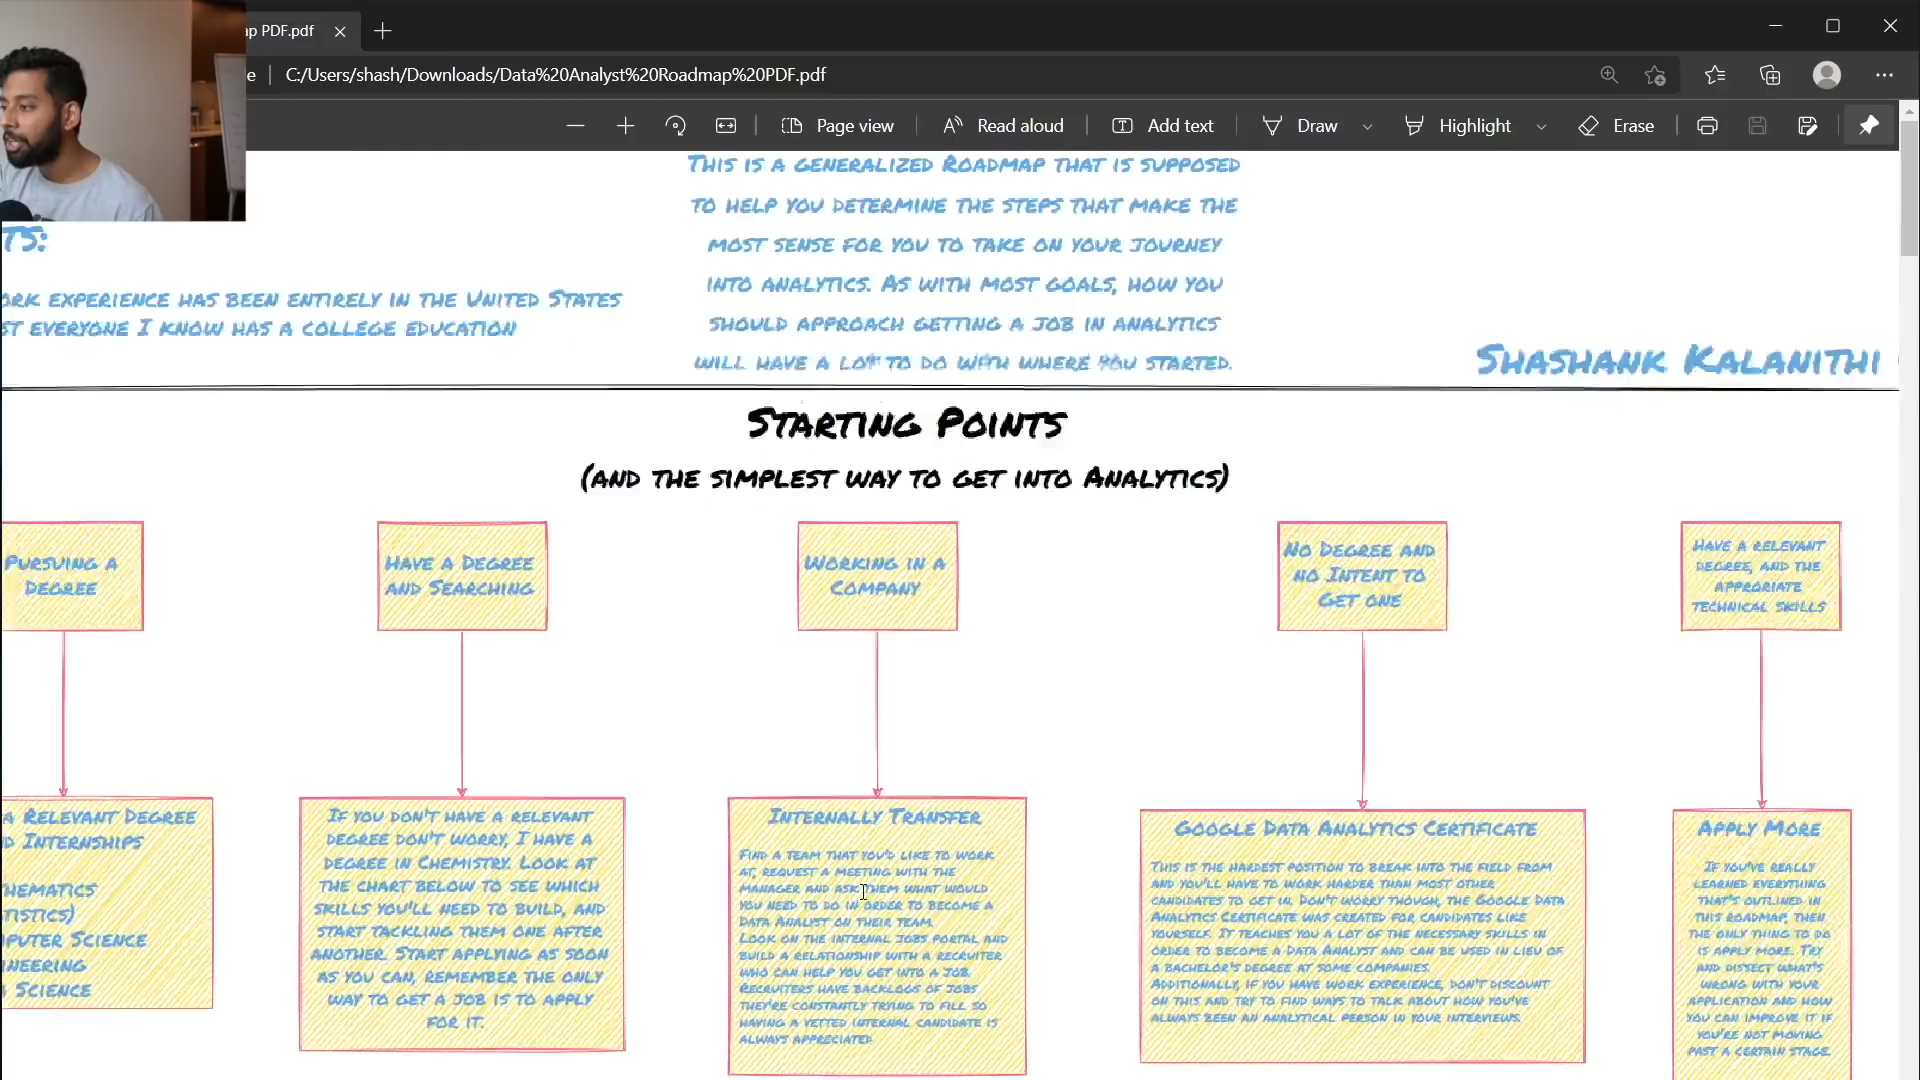 ap PDF.pdf
e
C:/Users/shash/Downloads/Data%20Analyst%20Roadmap%20PDF.pdf
Page view
Read aloud
Add text
Draw
Highlight
Erase
This is a generalized Roadmap that is supposed
to help you determine the steps that make the
most sense for you to take on your journey
into analytics. As with most goals, how you
should approach getting a job in analytics
will have a lot to do with where you started.
TS:
ork experience has been entirely in the United States
st everyone I know has a college education
Shashank Kalanithi
Starting Points
(and the simplest way to get into Analytics)
Pursuing a
Degree
Have a Degree
and Searching
Working in a
Company
No Degree and
no Intent to
Get one
Have a relevant
degree, and the
approriate
technical skills
a Relevant Degree
d Internships
hematics
tistics)
puter Science
ineering
a Science
If you don't have a relevant
degree don't worry, I have a
degree in Chemistry. Look at
the chart below to see which
skills you'll need to build, and
start tackling them one after
another. Start applying as soon
as you can, remember the only
way to get a job is to apply
for it.
Internally Transfer
Find a team that you'd like to work
at, request a meeting with the
manager and ask them what would
you need to do in order to become a
Data Analyst on their team.
Look on the internal jobs portal and
build a relationship with a recruiter
who can help you get into a job.
Recruiters have backlogs of jobs
they're constantly trying to fill so
having a vetted internal candidate is
always appreciated
Google Data Analytics Certificate
This is the hardest position to break into the field from
and you'll have to work harder than most other
candidates to get in. Don't worry though, the Google Data
Analytics Certificate was created for candidates like
yourself. It teaches you a lot of the necessary skills in
order to become a Data Analyst and can be used in lieu of
a bachelor's degree at some companies.
Additionally, if you have work experience, don't discount
on this and try to find ways to talk about how you've
always been an analytical person in your interviews.
Apply More
If you've really
learned everything
that's outlined in
this roadmap, then
the only thing to do
is apply more. Try
and dissect what's
wrong with your
application and how
you can improve it if
you're not moving
past a certain stage.